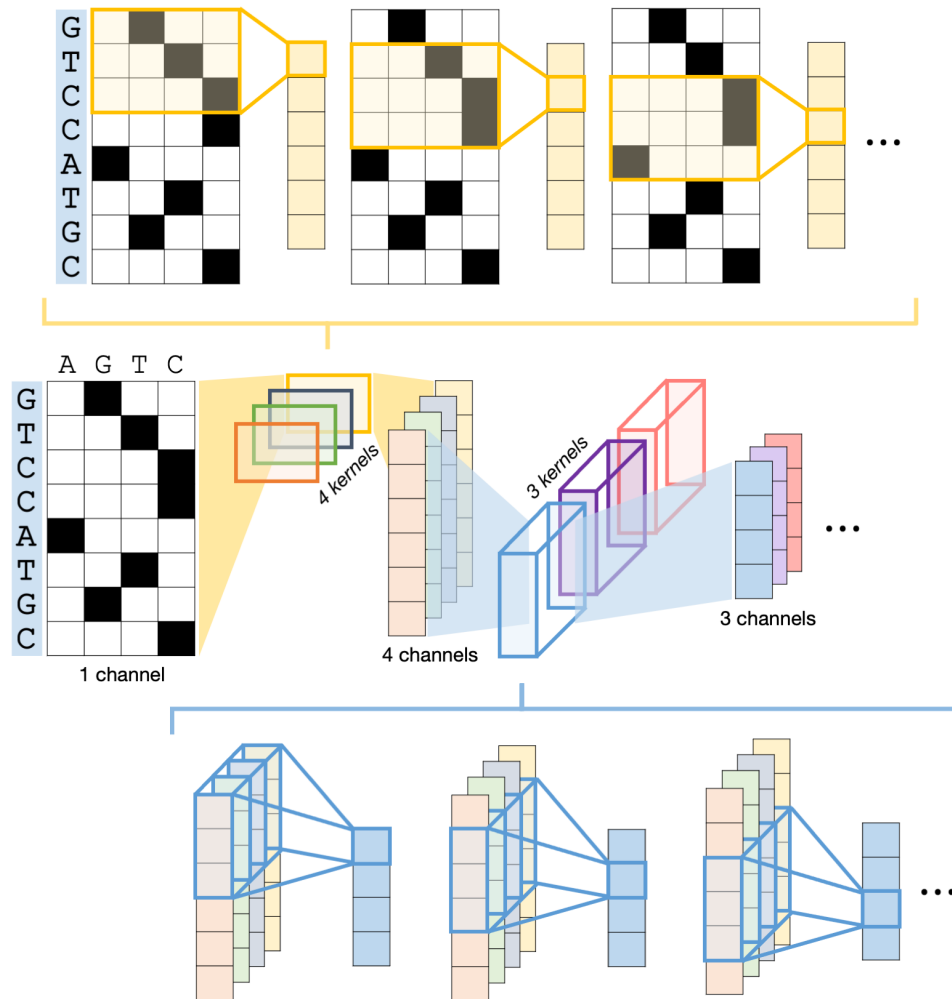 G
T
C
C
A
T
G
C
...
A G T C
G
T
C
C
A
T
G
C
1 channel
4 kernels
4 channels
3 kernels
3 channels
...
...